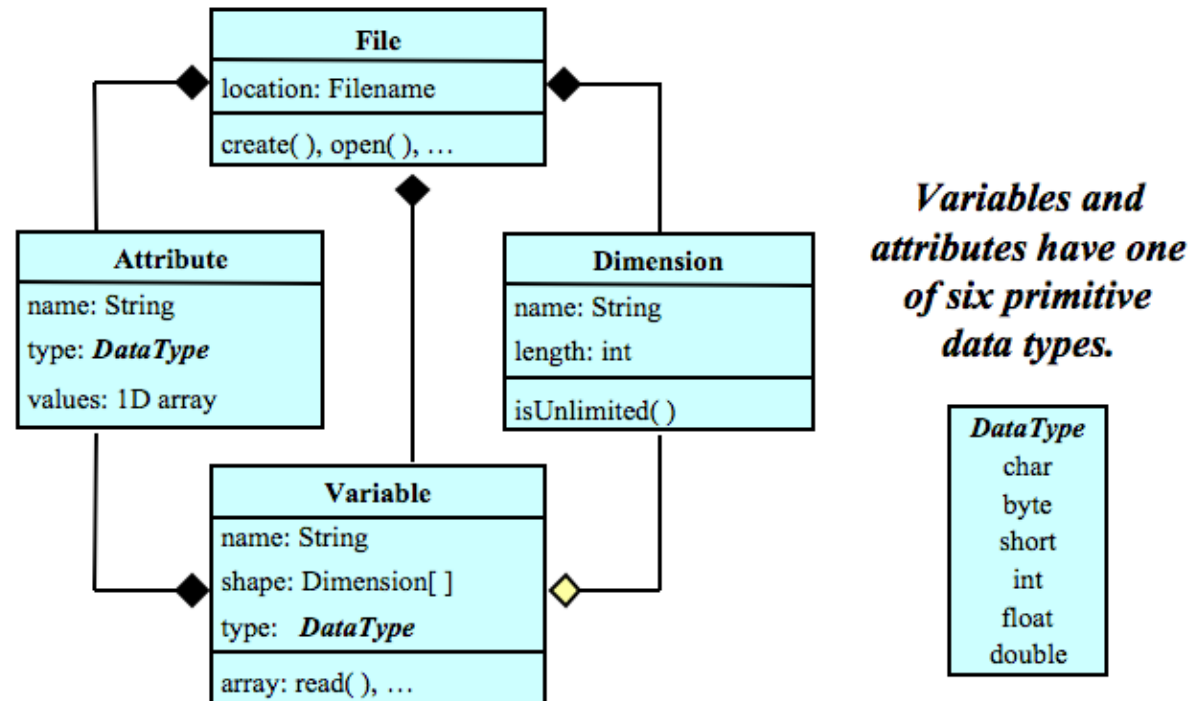 File
location: Filename
create( ), open( ), …
Attribute
name: String
type: DataType
values: 1D array
Dimension
name: String
length: int
isUnlimited( )
Variable
name: String
shape: Dimension[ ]
type: DataType
array: read( ), …
Variables and
attributes have one
of six primitive
data types.
DataType
char
byte
short
int
float
double